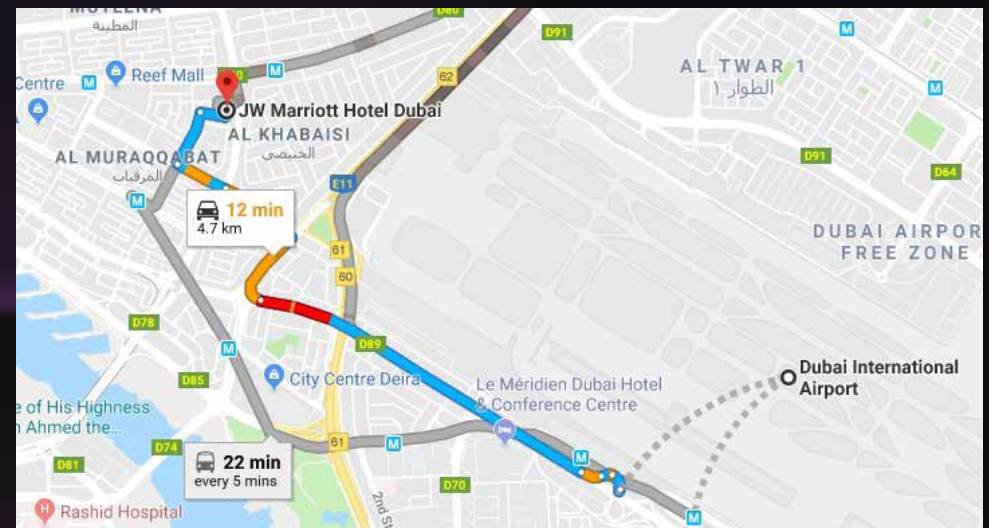 MUTEENA
المطينة
D80
D91
M
Centre
M
Reef Mall
M
62
AL TWAR 1
الطوار ١
M
JW Marriott Hotel Dubai
AL KHABAISI
الخبيصي
AL MURAQQABAT
المرقبات
D91
D64
E11
M
12 min
4.7 km
61
60
DUBAI AIRPOR
FREE ZONE
D78
M
D89
D85
City Centre Deira
Le Méridien Dubai Hotel
& Conference Centre
Dubai International
Airport
e of His Highness
n Ahmed the...
D74
61
M
M
22 min
every 5 mins
D81
D70
2nd St
M
H
Rashid Hospital